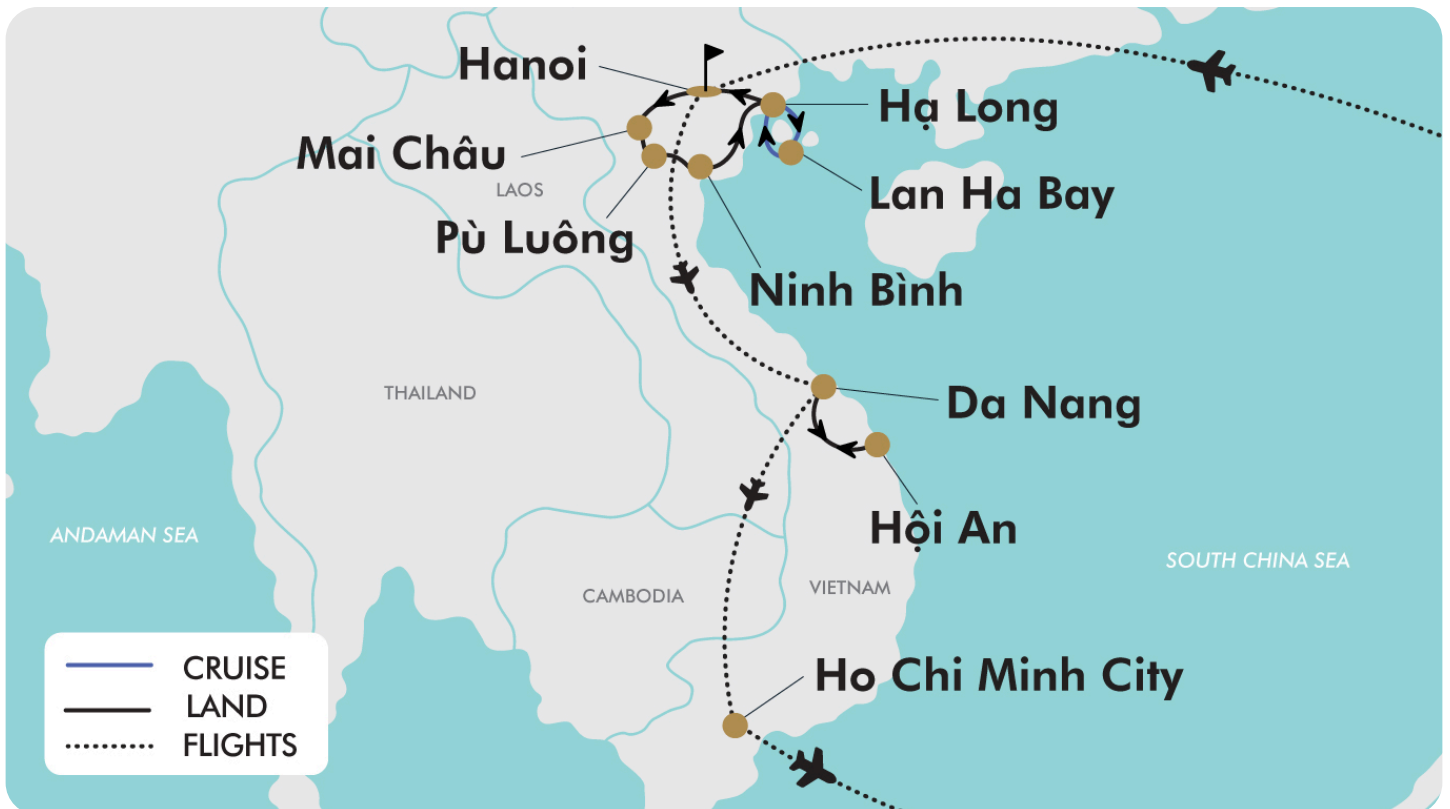 Hanoi
Hạ Long
Mai Châu
LAOS
Lan Ha Bay
Pù Luông
Ninh Bình
THAILAND
Da Nang
Hội An
ANDAMAN SEA
SOUTH CHINA SEA
CAMBODIA
VIETNAM
Ho Chi Minh City
CRUISE
LAND
FLIGHTS